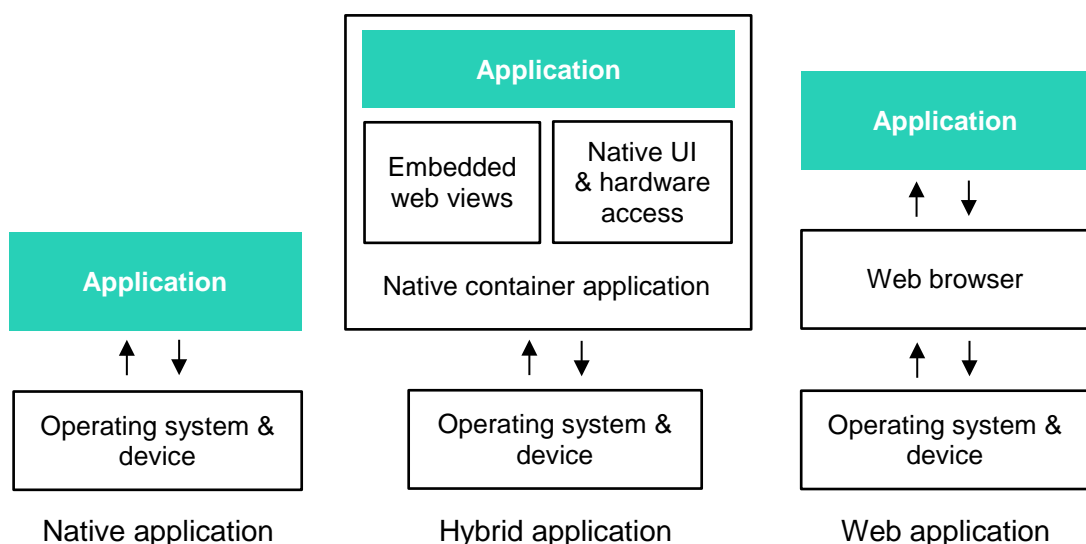 Application
Operating system &
device
Native application
Application
Embedded
web views
Native UI
& hardware
access
Native container application
Operating system &
device
Hybrid application
Application
Web browser
Operating system &
device
Web application